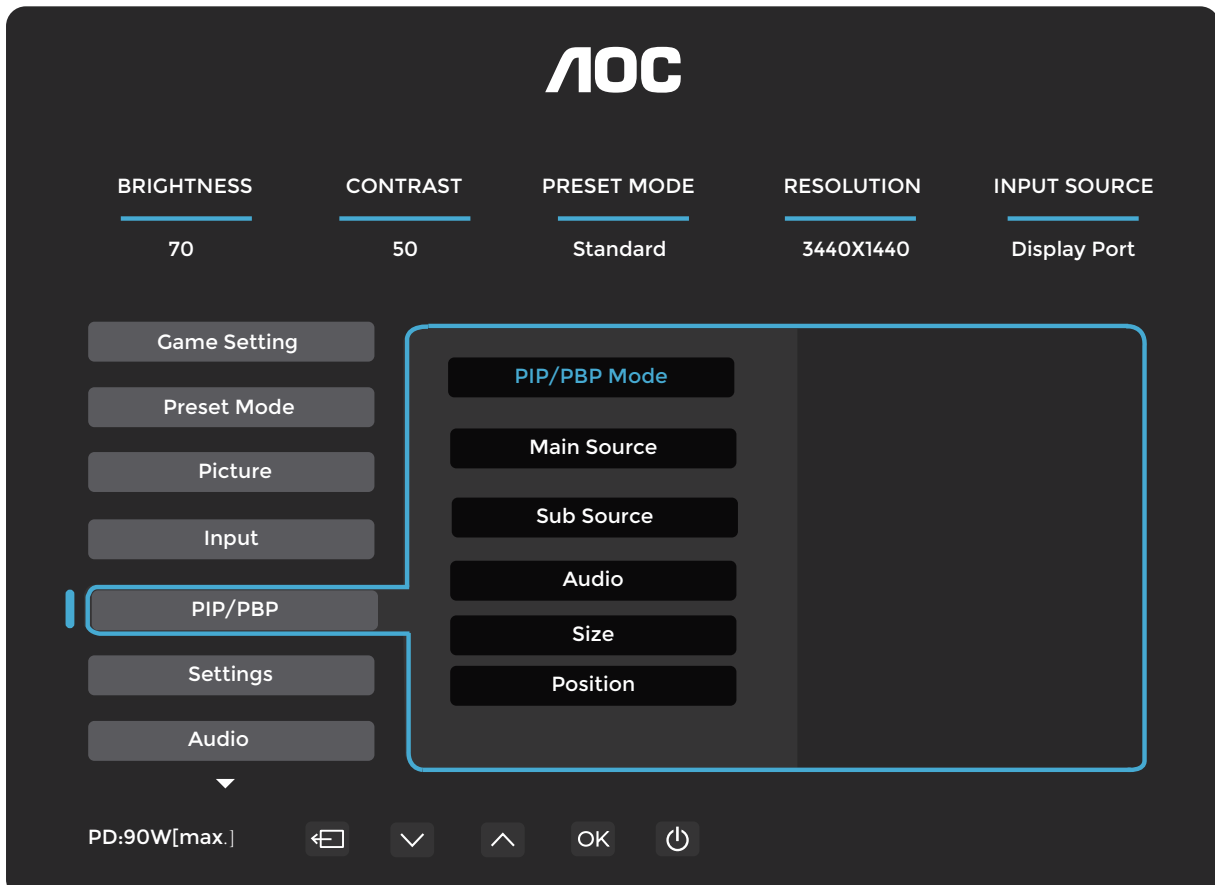 AOC
BRIGHTNESS CONTRAST PRESET MODE RESOLUTION INPUT SOURCE
70 50 Standard 3440X1440 Display Port
Game Setting
Preset Mode
Picture
Input
PIP/PBP
Settings
Audio
PIP/PBP Mode
Main Source
Sub Source
Audio
Size
Position
PD:90W[max.] OK